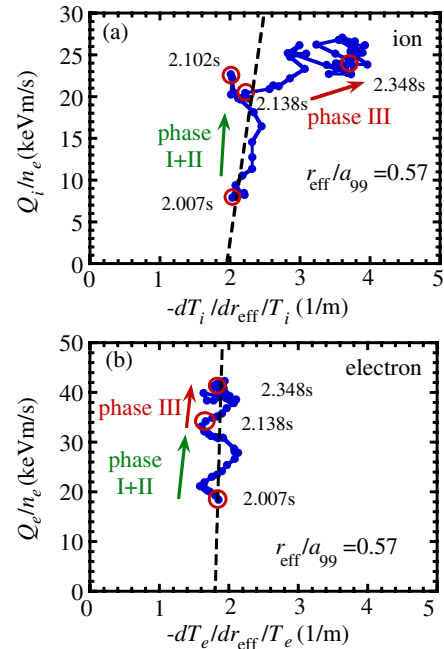 (a)
ion
30
25
20
15
10
5
0
Q_i/n_e (keVm/s)
2.102s
2.348s
2.138s
phase III
phase
I+II
r_eff/a_99 =0.57
2.007s
0 1 2 3 4 5
-dT_i/dr_eff/T_i (1/m)
(b)
electron
50
40
30
20
10
0
Q_e/n_e (keVm/s)
2.348s
phase III
2.138s
phase
I+II
2.007s
r_eff/a_99 =0.57
0 1 2 3 4 5
-dT_e/dr_eff/T_e (1/m)